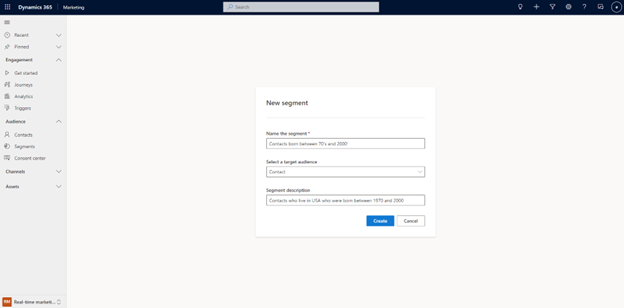 Dynamics 365 Marketing
Search
Recent
Pinned
Engagement
Get started
Journeys
Analytics
Triggers
Audience
Contacts
Segments
Consent center
Channels
Assets
RM Real-time marketi...
New segment
Name the segment *
Contacts born between 70's and 2000'
Select a target audience
Contact
Segment description
Contacts who live in USA who were born between 1970 and 2000
Create Cancel